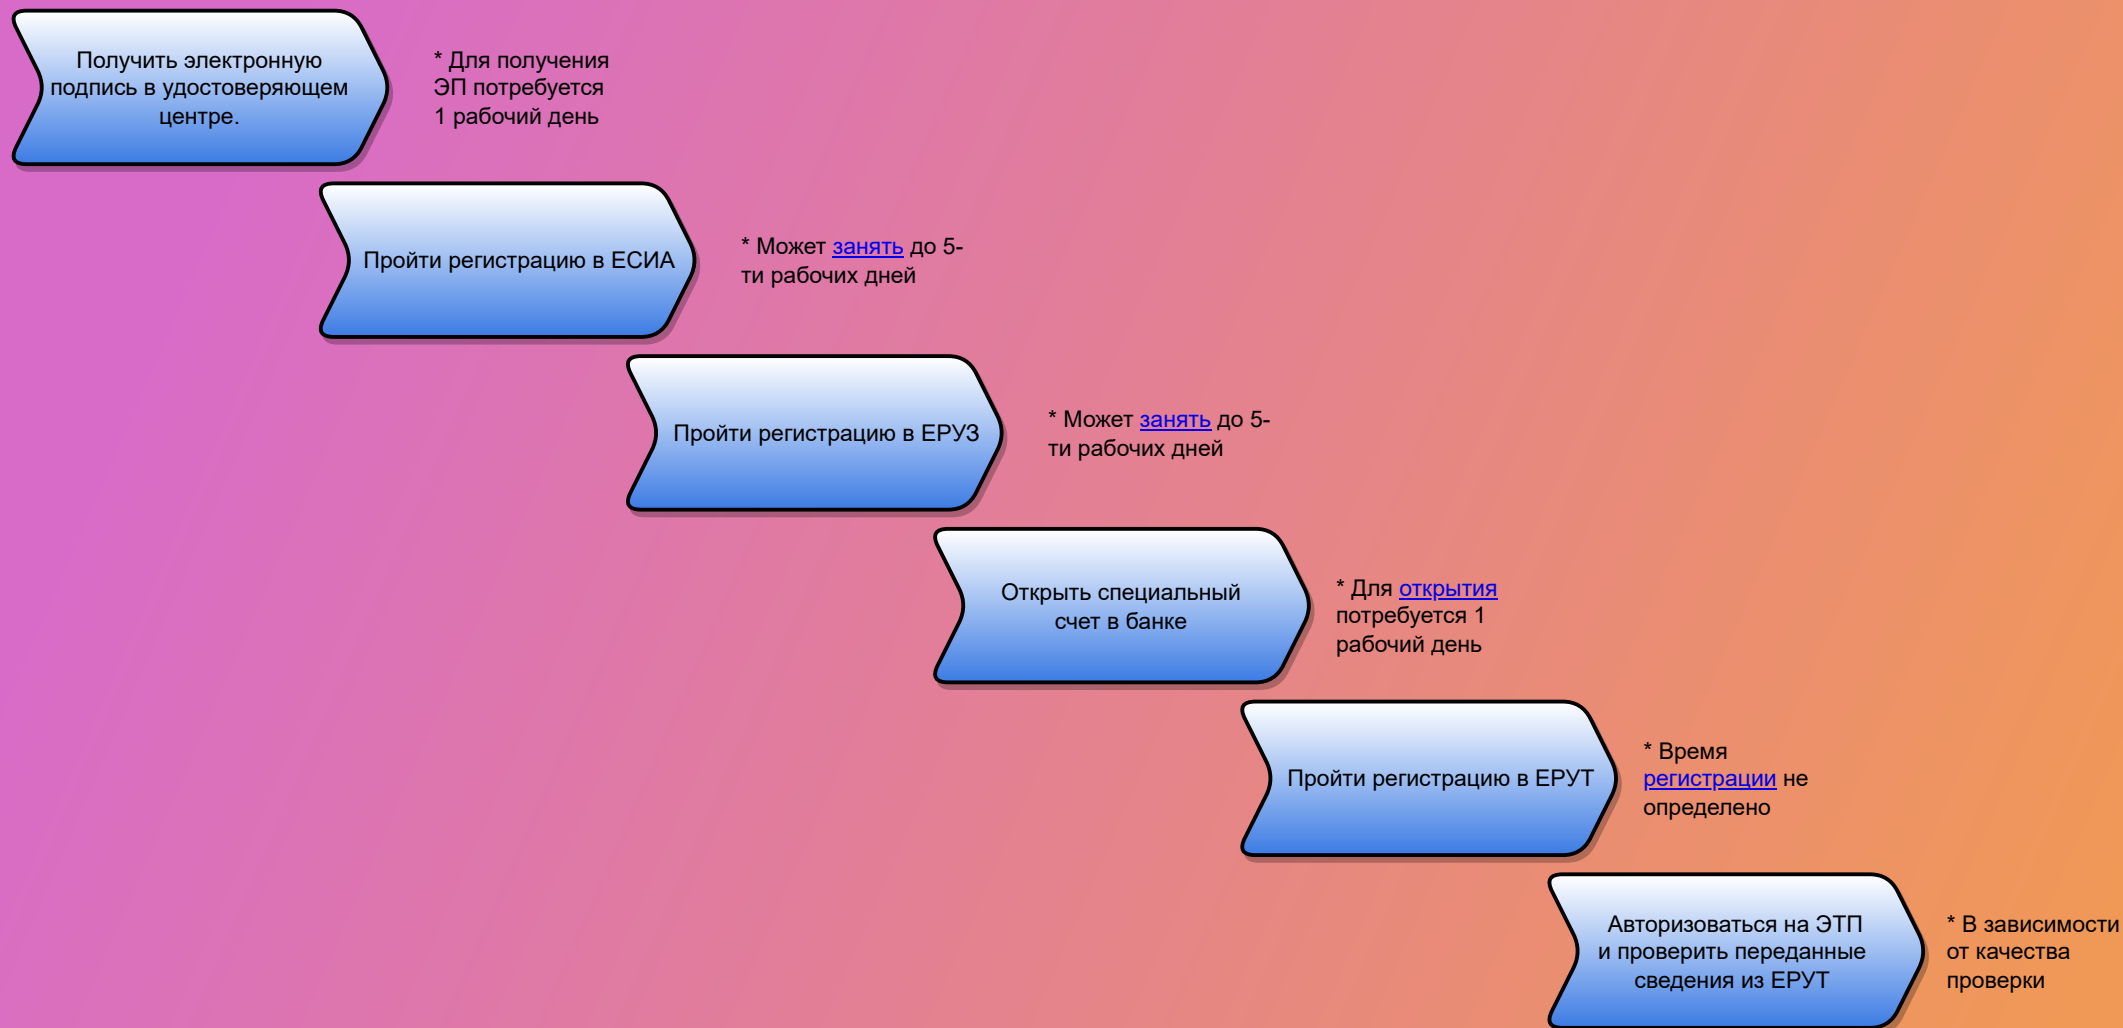 Получить электронную
подпись в удостоверяющем
центре.
* Для получения
ЭП потребуется
1 рабочий день
Пройти регистрацию в ЕСИА
* Может занять до 5-
ти рабочих дней
Пройти регистрацию в ЕРУЗ
* Может занять до 5-
ти рабочих дней
Открыть специальный
счет в банке
* Для открытия
потребуется 1
рабочий день
Пройти регистрацию в ЕРУТ
* Время
регистрации не
определено
Авторизоваться на ЭТП
и проверить переданные
сведения из ЕРУТ
* В зависимости
от качества
проверки